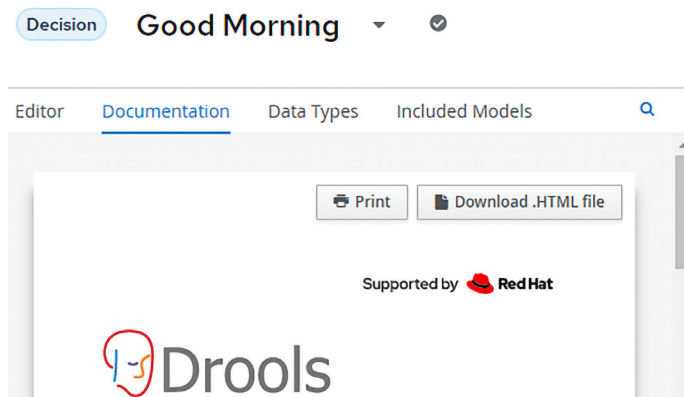 Decision Good Morning
Editor Documentation Data Types Included Models
Print Download .HTML file
Supported by Red Hat
Drools